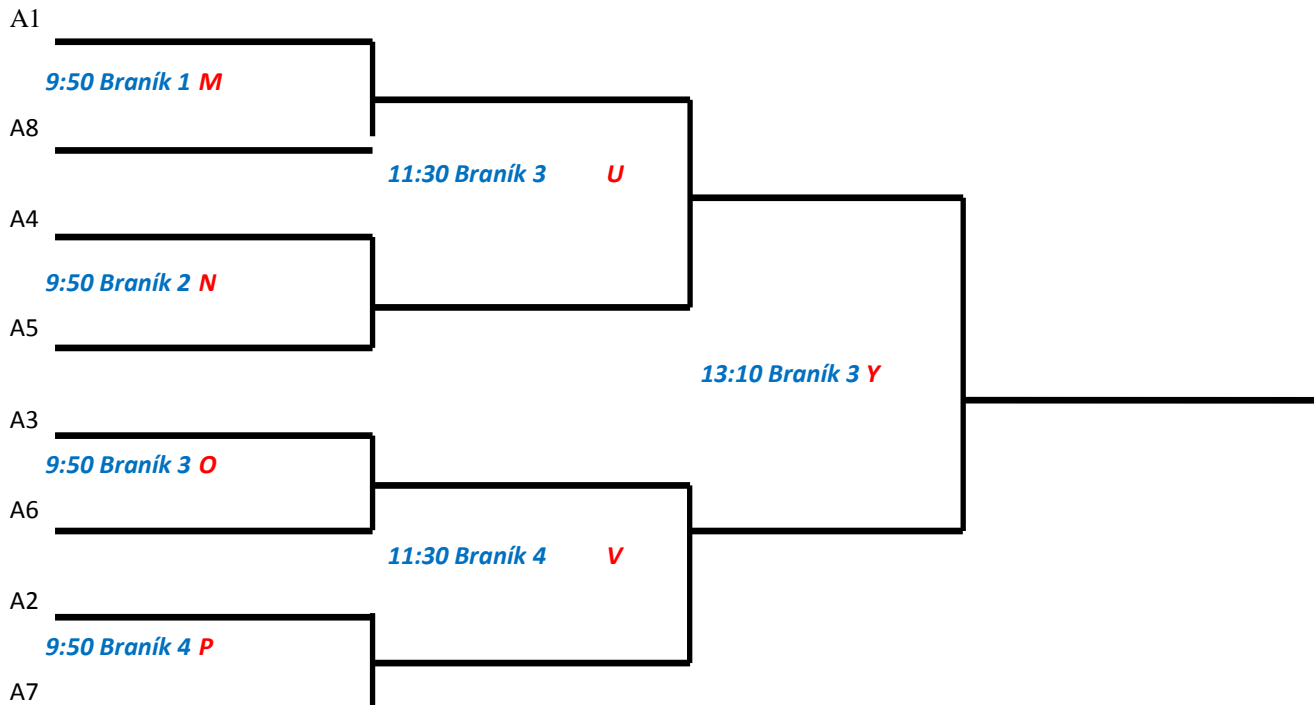 A1
9:50 Braník 1 M
A8
11:30 Braník 3 U
A4
9:50 Braník 2 N
A5
13:10 Braník 3 Y
A3
9:50 Braník 3 O
A6
11:30 Braník 4 V
A2
9:50 Braník 4 P
A7